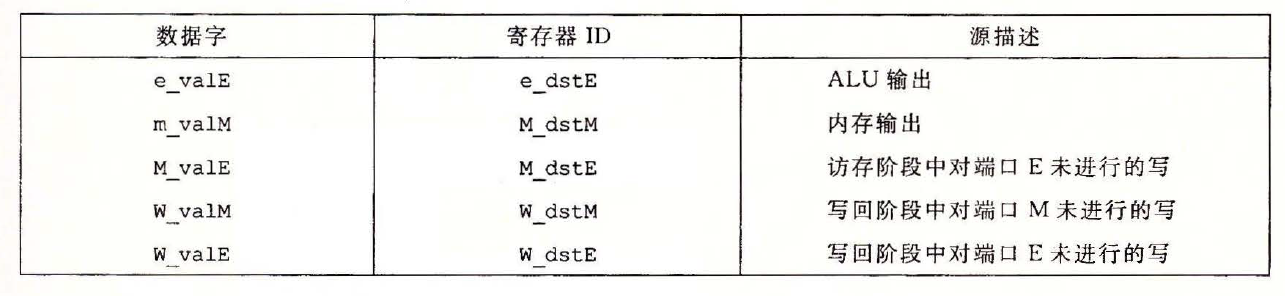 数据字 寄存器 ID 源描述
e_valE e_dstE ALU 输出
m_valM M_dstM 内存输出
M_valE M_dstE 访存阶段中对端口 E 未进行的写
W_valM W_dstM 写回阶段中对端口 M 未进行的写
W_valE W_dstE 写回阶段中对端口 E 未进行的写